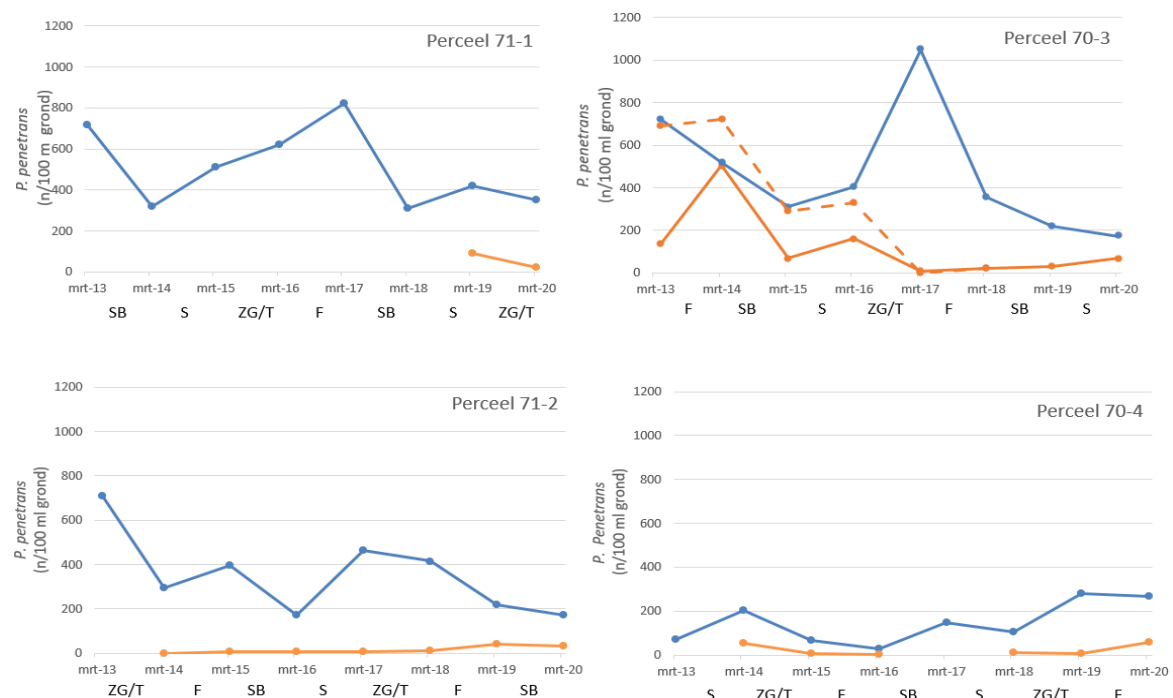 Perceel 71-1
P. penetrans
(n/100 ml grond)
1200
1000
800
600
400
200
0
mrt-13 mrt-14 mrt-15 mrt-16 mrt-17 mrt-18 mrt-19 mrt-20
SB S ZG/T F SB S ZG/T
Perceel 70-3
P. penetrans
(n/100 ml grond)
1200
1000
800
600
400
200
0
mrt-13 mrt-14 mrt-15 mrt-16 mrt-17 mrt-18 mrt-19 mrt-20
F SB S ZG/T F SB S
Perceel 71-2
P. penetrans
(n/100 ml grond)
1200
1000
800
600
400
200
0
mrt-13 mrt-14 mrt-15 mrt-16 mrt-17 mrt-18 mrt-19 mrt-20
ZG/T F SB S ZG/T F SB
Perceel 70-4
P. Penetrans
(n/100 ml grond)
1200
1000
800
600
400
200
0
mrt-13 mrt-14 mrt-15 mrt-16 mrt-17 mrt-18 mrt-19 mrt-20
S ZG/T F SB S ZG/T F